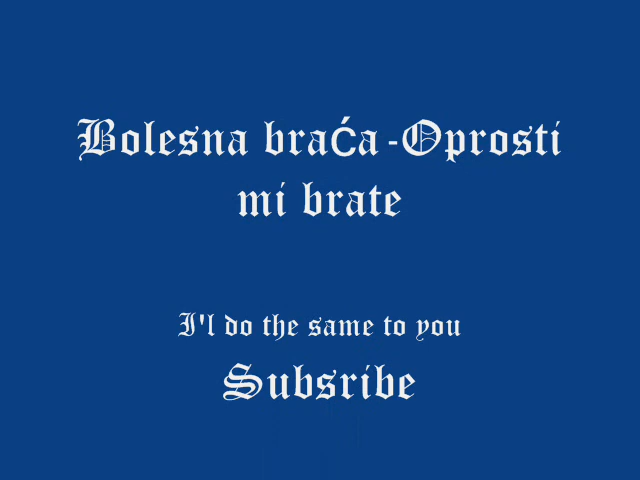 Bolesna braća-Oprosti
mi brate
I'l do the same to you
Subsribe